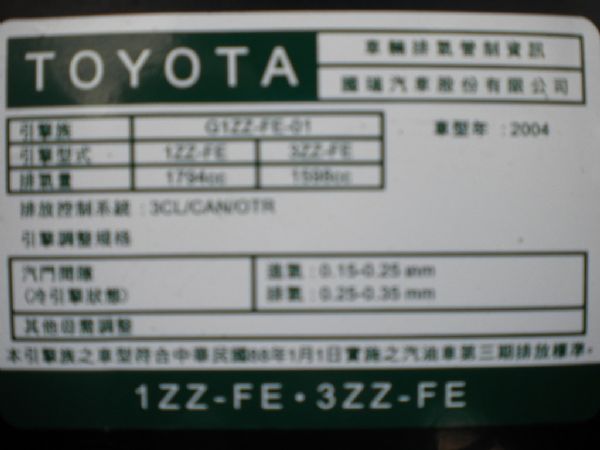 TOYOTA
車輛排氣管制資訊
國瑞汽車股份有限公司
引擎族 G1ZZ-FE-01 車型年：2004
引擎型式 1ZZ-FE 3ZZ-FE
排氣量 1794cc 1598cc
排放控制系統：3CL/CAN/OTR
引擎調整規格
汽門間隙 進氣：0.15-0.25 mm
(冷引擎狀態) 排氣：0.25-0.35 mm
其他毋需調整
本引擎族之車型符合中華民國88年1月1日實施之汽油車第三期排放標準。
1ZZ-FE・3ZZ-FE